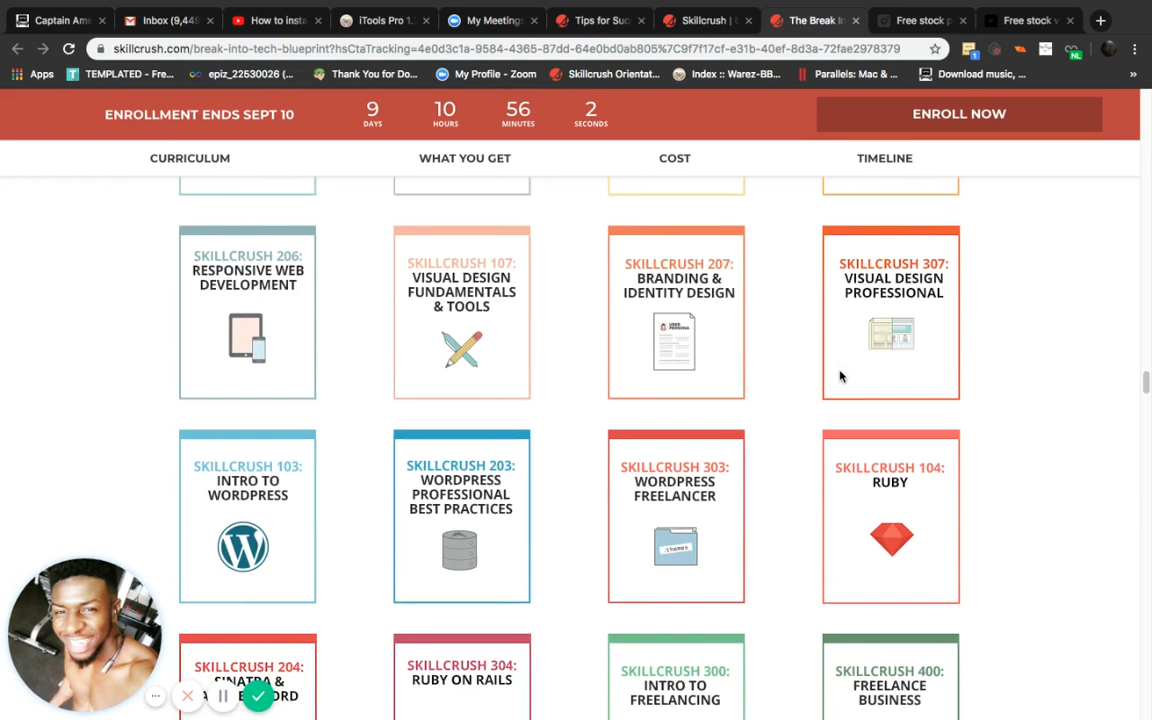 Captain Ame
Inbox (9,44
How to insta
iTools Pro 1.
My Meetings
Tips for Suc
Skillcrush |
The Break In
Free stock p
Free stock v
skillcrush.com/break-into-tech-blueprint?hsCtaTracking=4e0d3c1a-9584-4365-87dd-64e0bd0ab805%7C9f7f17cf-e31b-40ef-8d3a-72fae2978379
Apps
TEMPLATED - Fre...
epiz_22530026 (...
Thank You for Do...
My Profile - Zoom
Skillcrush Orientat...
Index :: Warez-BB...
Parallels: Mac & ...
Download music, ...
ENROLLMENT ENDS SEPT 10
9 10 56 2
DAYS HOURS MINUTES SECONDS
ENROLL NOW
CURRICULUM
WHAT YOU GET
COST
TIMELINE
SKILLCRUSH 206:
RESPONSIVE WEB
DEVELOPMENT
SKILLCRUSH 107:
VISUAL DESIGN
FUNDAMENTALS
& TOOLS
SKILLCRUSH 207:
BRANDING &
IDENTITY DESIGN
SKILLCRUSH 307:
VISUAL DESIGN
PROFESSIONAL
SKILLCRUSH 103:
INTRO TO
WORDPRESS
SKILLCRUSH 203:
WORDPRESS
PROFESSIONAL
BEST PRACTICES
SKILLCRUSH 303:
WORDPRESS
FREELANCER
SKILLCRUSH 104:
RUBY
SKILLCRUSH 204:
SINATRA &
SKILLCRUSH 304:
RUBY ON RAILS
SKILLCRUSH 300:
INTRO TO
FREELANCING
SKILLCRUSH 400:
FREELANCE
BUSINESS